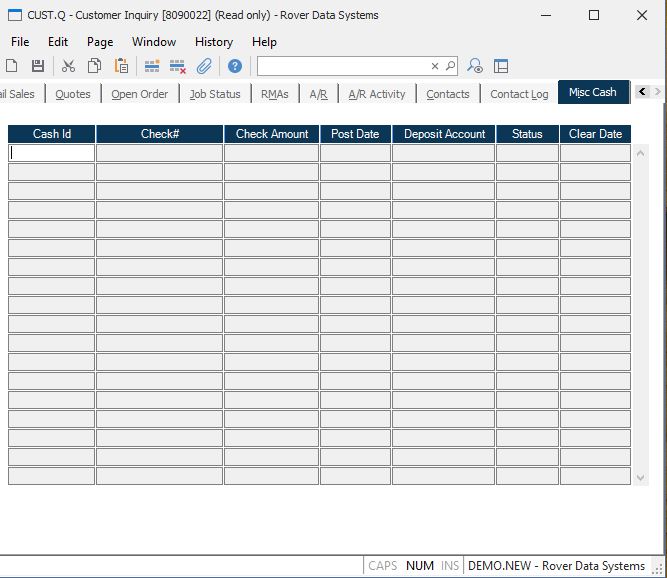 CUST.Q - Customer Inquiry [8090022] (Read only) - Rover Data Systems
File Edit Page Window History Help
ail Sales Quotes Open Order Job Status RMAs A/R A/R Activity Contacts Contact Log Misc Cash
Cash Id Check# Check Amount Post Date Deposit Account Status Clear Date
CAPS NUM INS DEMO.NEW - Rover Data Systems